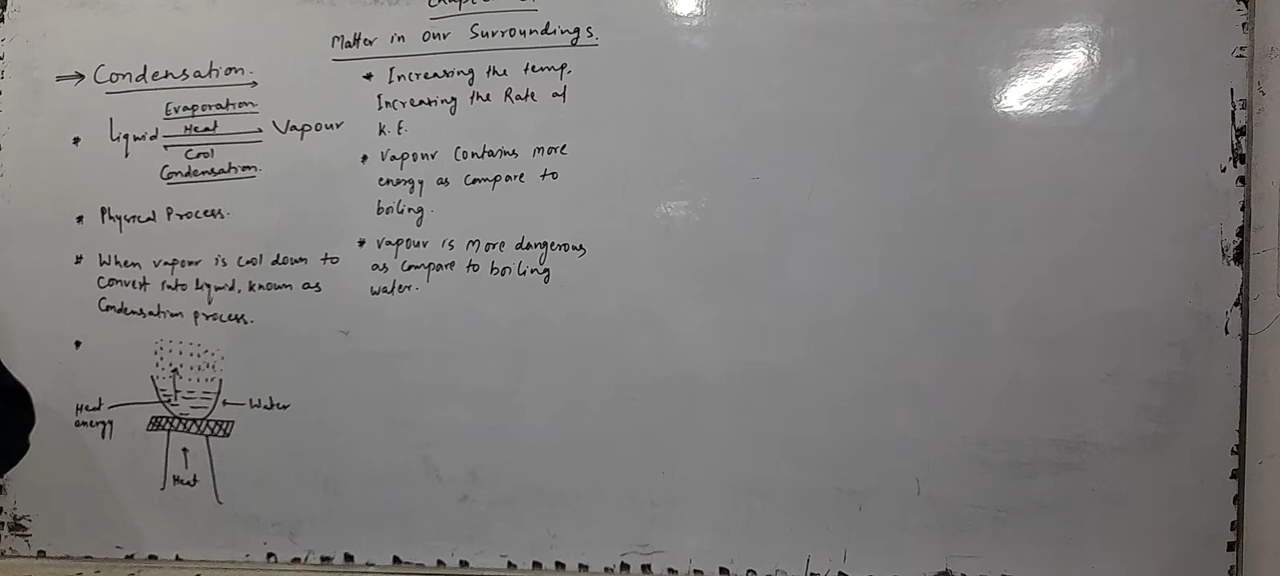 Matter in our Surroundings.
⇒ Condensation.
Evaporation
* Liquid Heat Vapour
Cool
Condensation.
* Physical Process.
* When vapour is cool down to
convert into liquid, known as
Condensation process.
Heat
energy
Water
Heat
* Increasing the temp.
Increasing the Rate of
K.E.
* Vapour contains more
energy as compare to
boiling.
* Vapour is more dangerous
as compare to boiling
water.